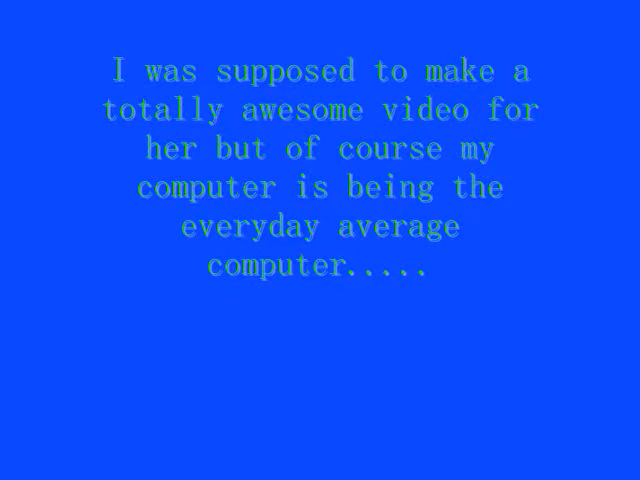 I was supposed to make a
totally awesome video for
her but of course my
computer is being the
everyday average
computer.....